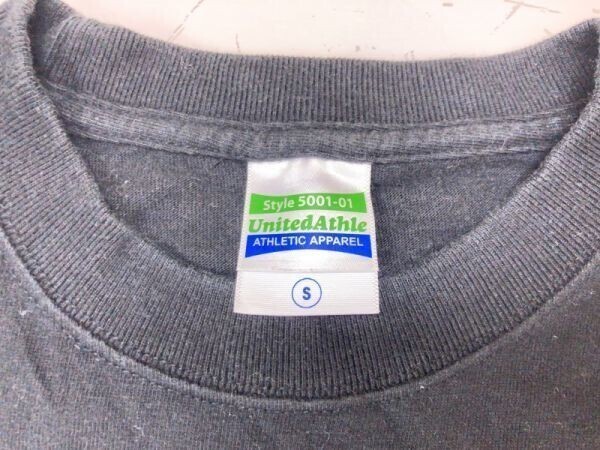 Style 5001-01
UnitedAthle
ATHLETIC APPAREL
S